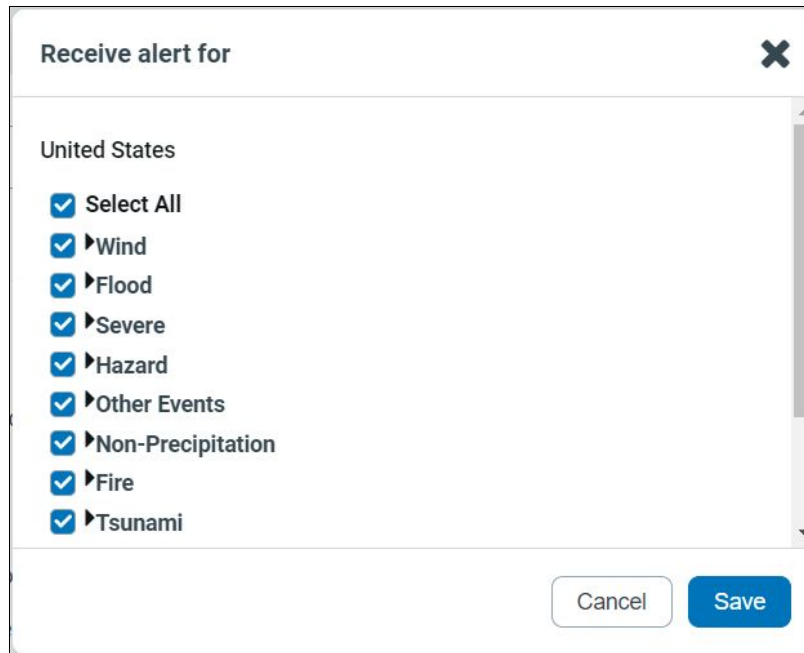 Receive alert for
United States
Select All
Wind
Flood
Severe
Hazard
Other Events
Non-Precipitation
Fire
Tsunami
Cancel Save